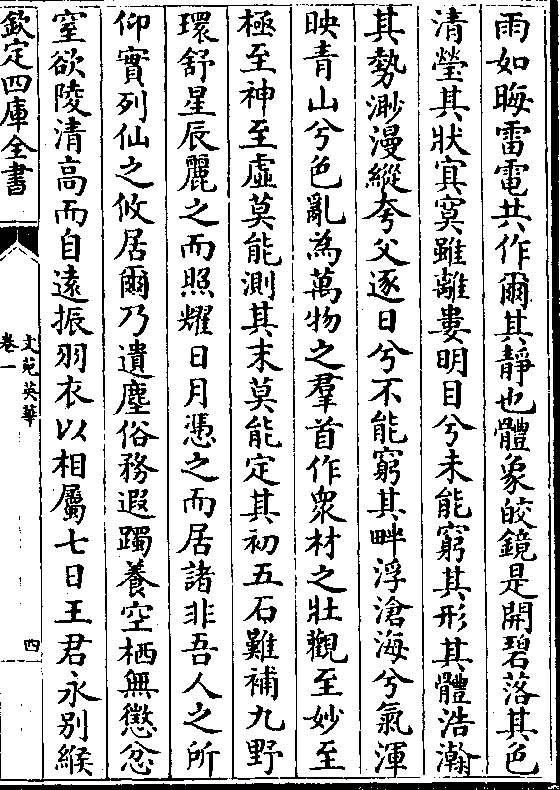 雨如晦雷電共作爾其靜也體象皎鏡是開碧落其色
清瑩其狀寘寞雖離婁明目兮未能窮其形其體浩瀚
其勢渺漫縱夸父逐日兮不能窮其畔浮滄海兮氣渾
映青山兮色亂為萬物之羣首作衆材之壯觀至妙至
極至神至虛莫能測其末莫能定其初五石難補九野
環舒星辰麗之而照耀日月憑之而居諸非吾人之所
仰實列仙之攸居爾乃遺塵俗務遐躅養空栖無懲忿
窒欲陵清高而自遠振羽衣以相屬七日王君永别緱
欽定四庫全書
文苑英華
卷一
四